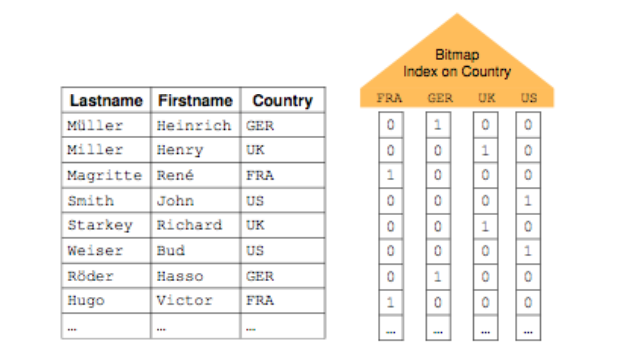 Bitmap
Index on Country
Lastname Firstname Country FRA GER UK US
Müller Heinrich GER 0 1 0 0
Miller Henry UK 0 0 1 0
Magritte René FRA 1 0 0 0
Smith John US 0 0 0 1
Starkey Richard UK 0 0 1 0
Weiser Bud US 0 0 0 1
Röder Hasso GER 0 1 0 0
Hugo Victor FRA 1 0 0 0
... ... ... ... ... ... ...